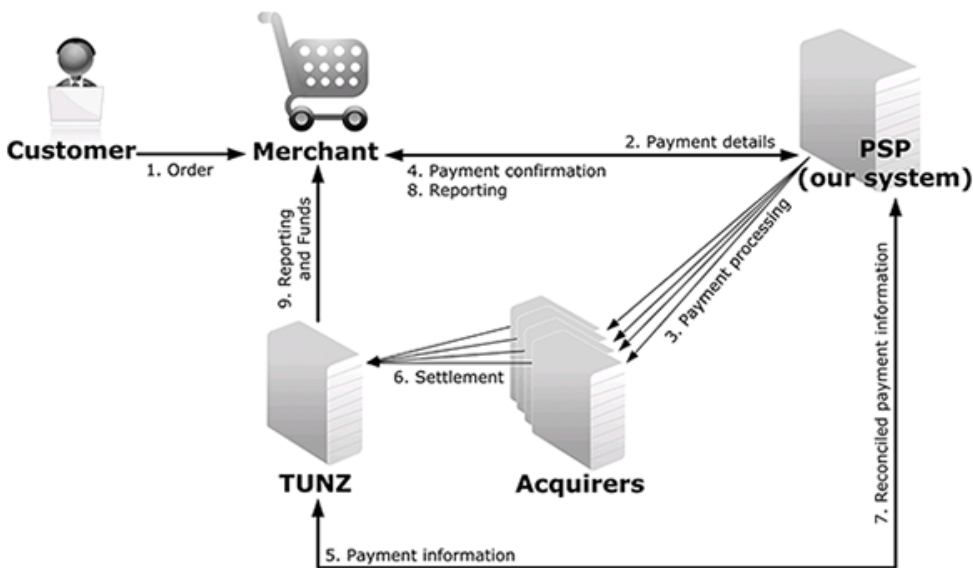 Customer
1. Order
Merchant
2. Payment details
4. Payment confirmation
8. Reporting
PSP
(our system)
3. Payment processing
9. Reporting
and Funds
6. Settlement
7. Reconciled payment information
TUNZ
Acquirers
5. Payment information